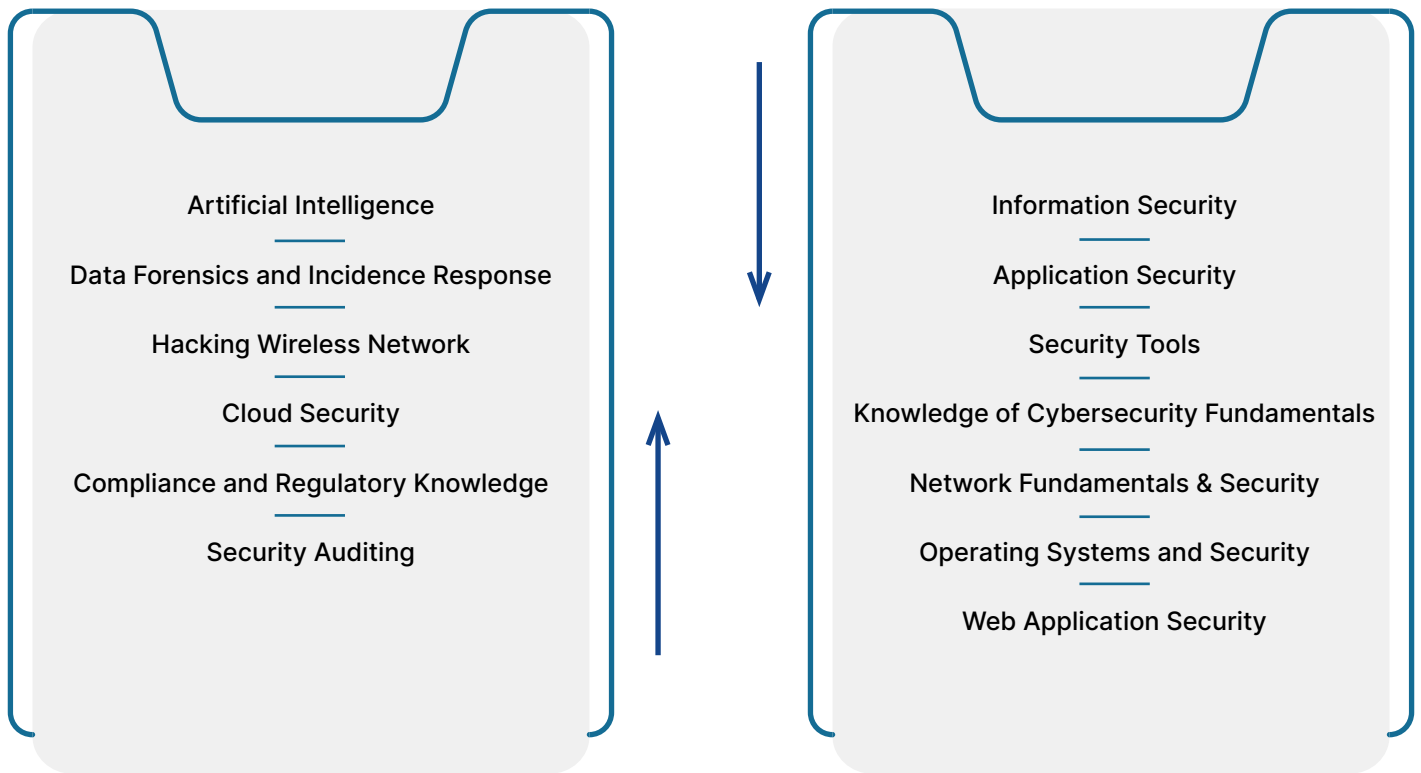 Artificial Intelligence
Data Forensics and Incidence Response
Hacking Wireless Network
Cloud Security
Compliance and Regulatory Knowledge
Security Auditing
Information Security
Application Security
Security Tools
Knowledge of Cybersecurity Fundamentals
Network Fundamentals & Security
Operating Systems and Security
Web Application Security